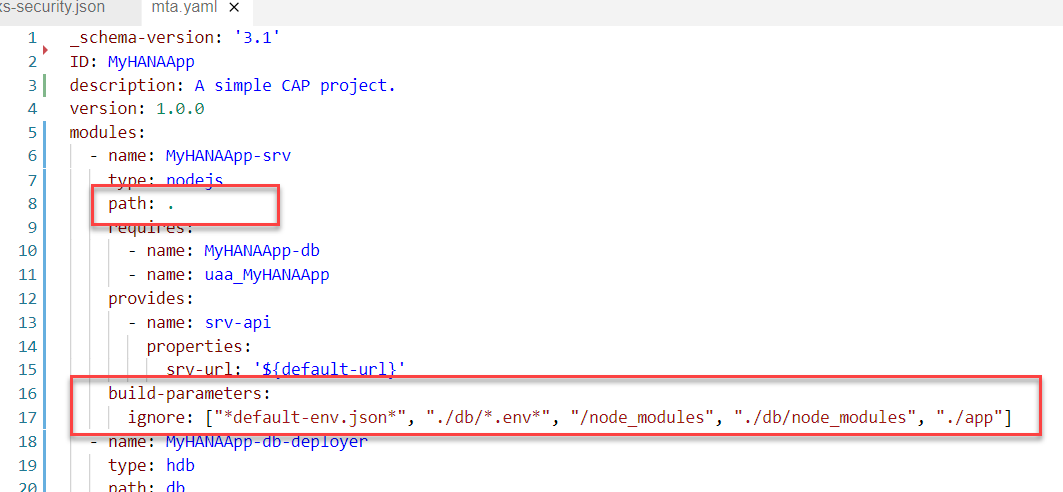 xs-security.json mta.yaml ×
1 _schema-version: '3.1'
2 ID: MyHANAApp
3 description: A simple CAP project.
4 version: 1.0.0
5 modules:
6 - name: MyHANAApp-srv
7 type: nodejs
8 path: .
9 requires:
10 - name: MyHANAApp-db
11 - name: uaa_MyHANAApp
12 provides:
13 - name: srv-api
14 properties:
15 srv-url: '${default-url}'
16 build-parameters:
17 ignore: ["*default-env.json*", "./db/*.env*", "/node_modules", "./db/node_modules", "./app"]
18 - name: MyHANAApp-db-deployer
19 type: hdb
20 path: db